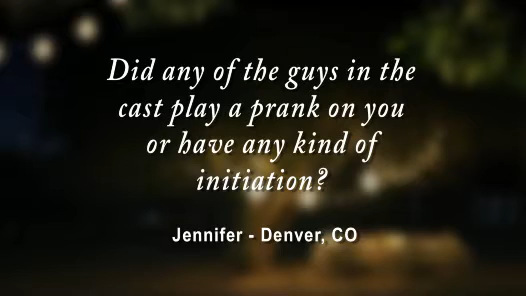 Did any of the guys in the
cast play a prank on you
or have any kind of
initiation?
Jennifer - Denver, CO